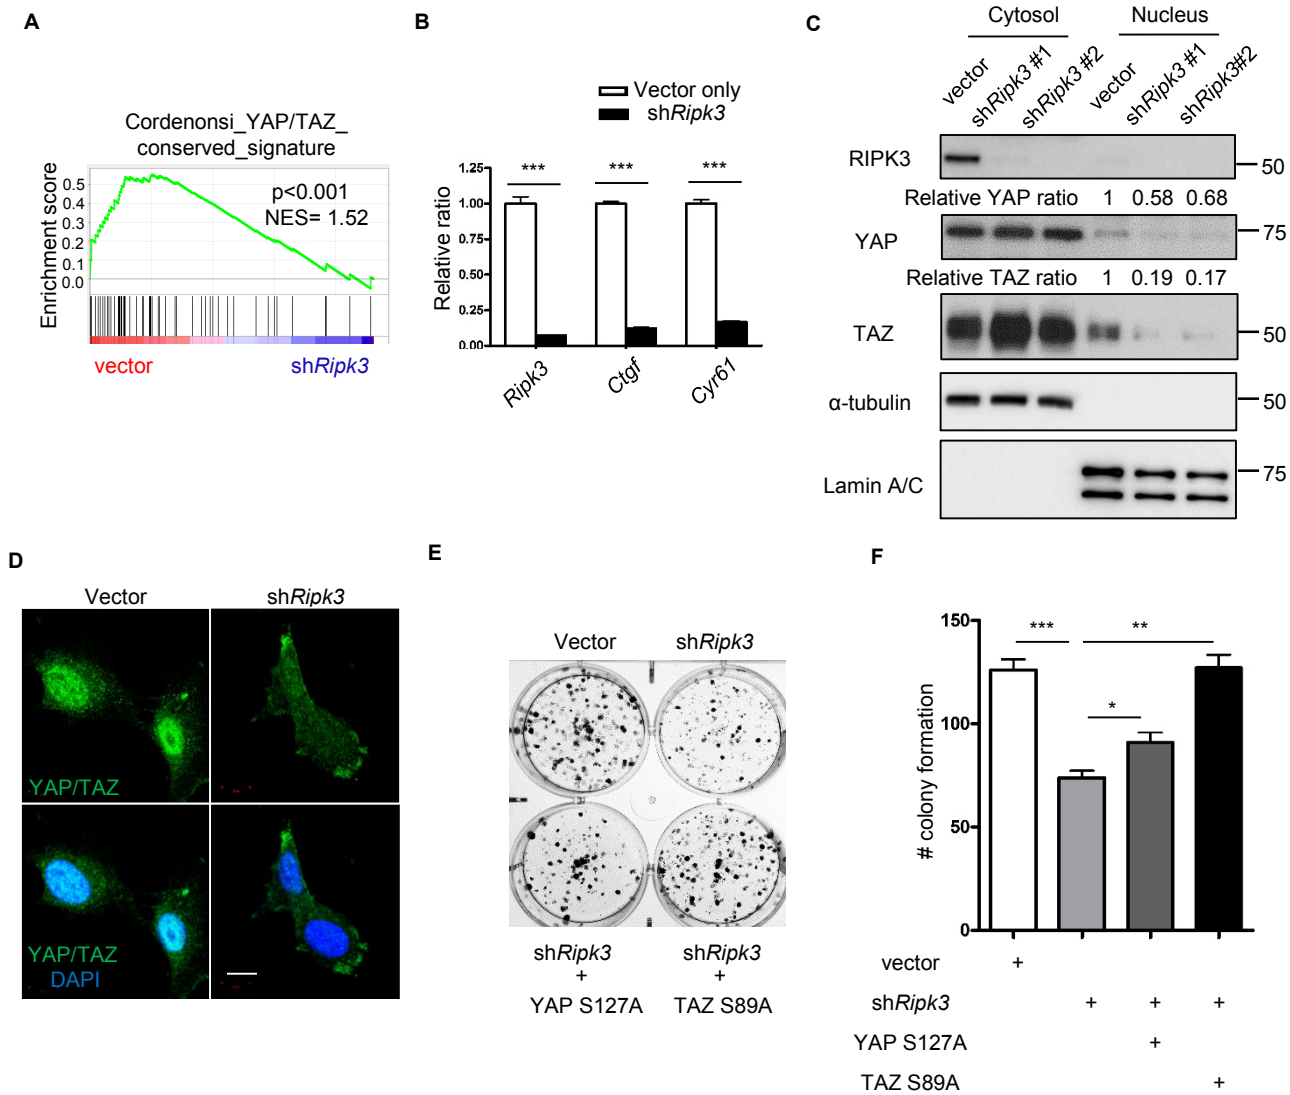 A
Cordenonsi_YAP/TAZ_
conserved_signature
p<0.001
NES= 1.52
Enrichment score
0.5
0.4
0.3
0.2
0.1
0.0
vector
shRipk3
B
Vector only
shRipk3
***
***
***
Relative ratio
1.25
1.00
0.75
0.50
0.25
0.00
Ripk3
Ctgf
Cyr61
C
Cytosol
Nucleus
vector
shRipk3 #1
shRipk3 #2
vector
shRipk3 #1
shRipk3#2
RIPK3
50
Relative YAP ratio 1 0.58 0.68
YAP
75
Relative TAZ ratio 1 0.19 0.17
TAZ
50
α-tubulin
50
Lamin A/C
75
D
Vector
shRipk3
YAP/TAZ
YAP/TAZ
DAPI
E
Vector
shRipk3
shRipk3
+
YAP S127A
shRipk3
+
TAZ S89A
F
# colony formation
150
100
50
0
***
**
*
vector +
shRipk3 + + +
YAP S127A +
TAZ S89A +